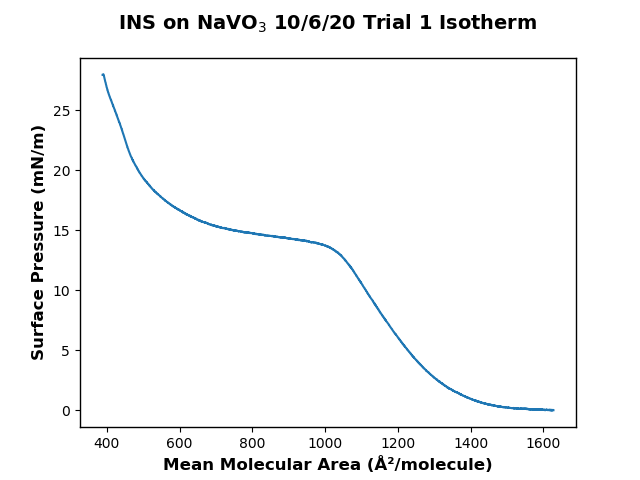 INS on NaVO₃ 10/6/20 Trial 1 Isotherm
Surface Pressure (mN/m)
25
20
15
10
5
0
400 600 800 1000 1200 1400 1600
Mean Molecular Area (Å²/molecule)